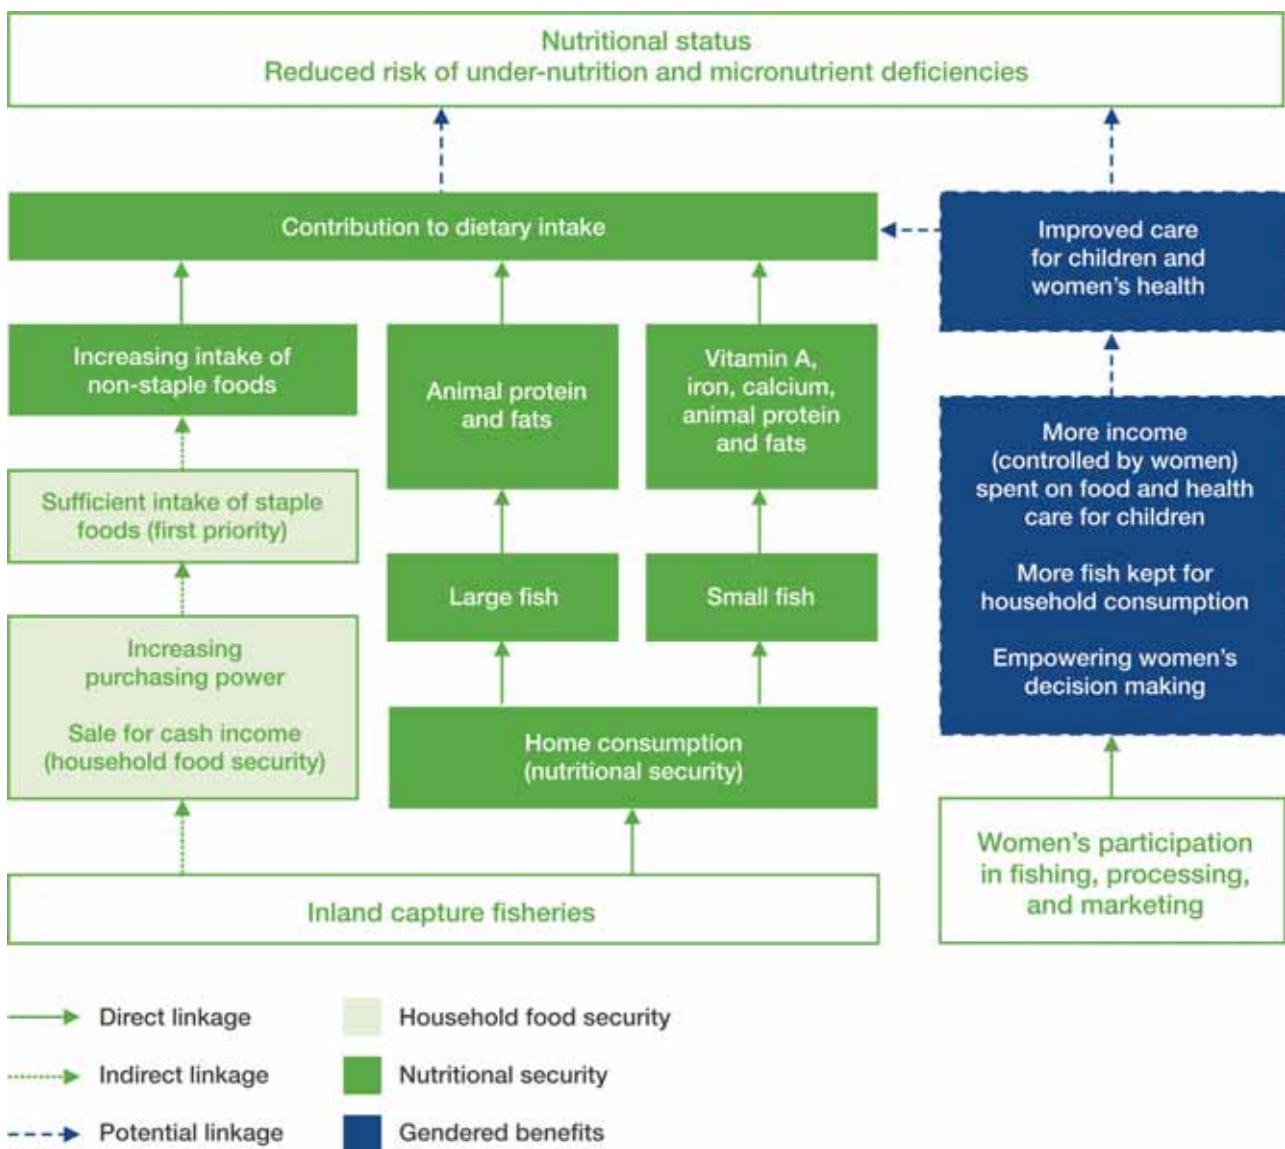 Nutritional status
Reduced risk of under-nutrition and micronutrient deficiencies
Contribution to dietary intake
Improved care
for children and
women’s health
Increasing intake of
non-staple foods
Animal protein
and fats
Vitamin A,
iron, calcium,
animal protein
and fats
More income
(controlled by women)
spent on food and health
care for children
More fish kept for
household consumption
Empowering women’s
decision making
Sufficient intake of staple
foods (first priority)
Large fish
Small fish
Increasing
purchasing power
Sale for cash income
(household food security)
Home consumption
(nutritional security)
Women’s participation
in fishing, processing,
and marketing
Inland capture fisheries
Direct linkage
Household food security
Indirect linkage
Nutritional security
Potential linkage
Gendered benefits